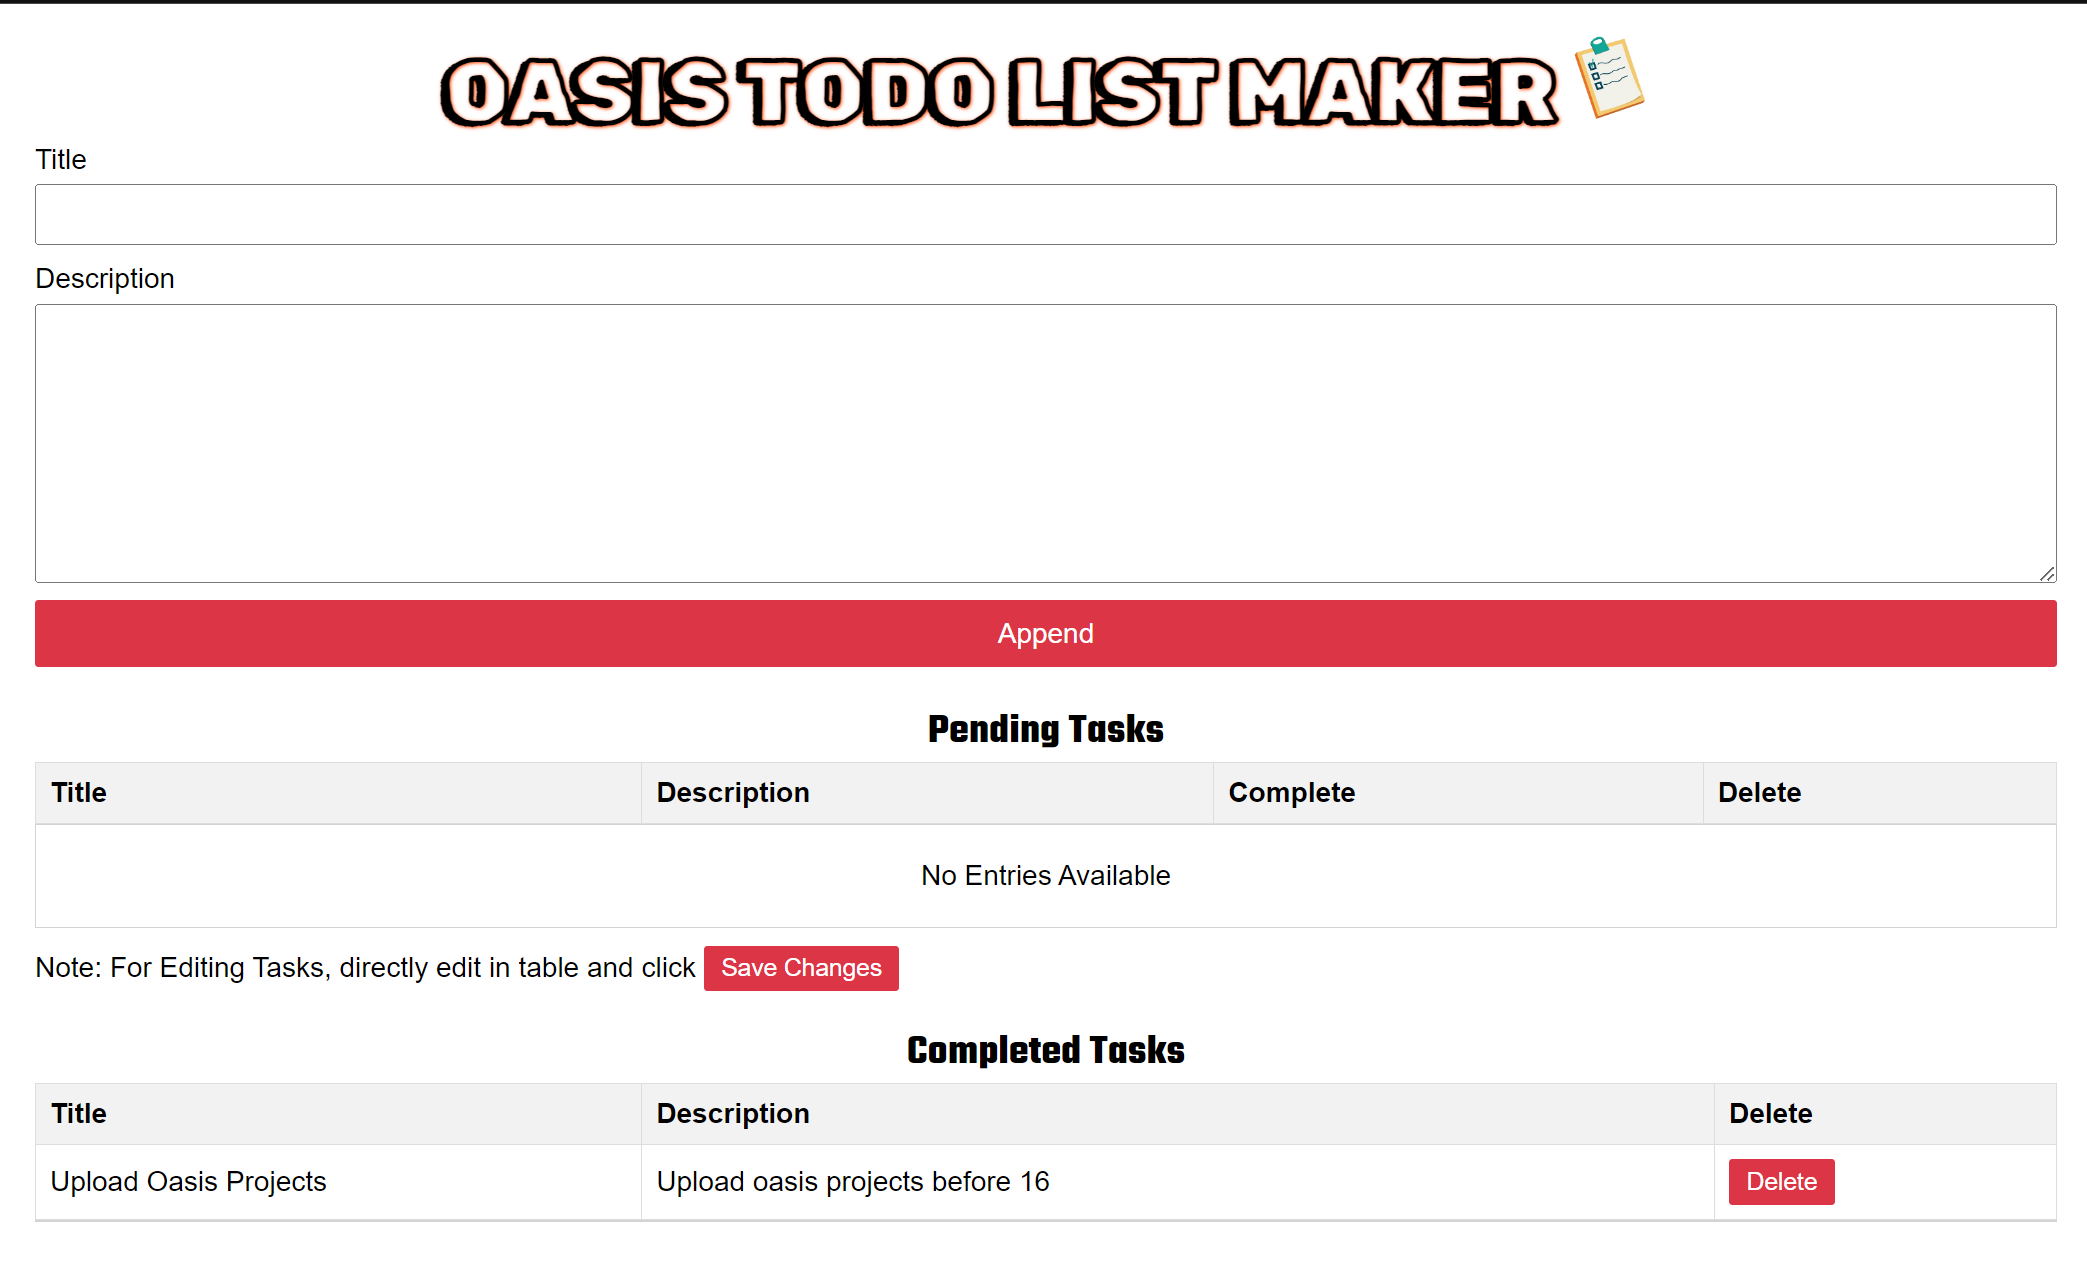 OASIS TODO LIST MAKER
Title
Description
Append
Pending Tasks
Title Description Complete Delete
No Entries Available
Note: For Editing Tasks, directly edit in table and click Save Changes
Completed Tasks
Title Description Delete
Upload Oasis Projects Upload oasis projects before 16 Delete